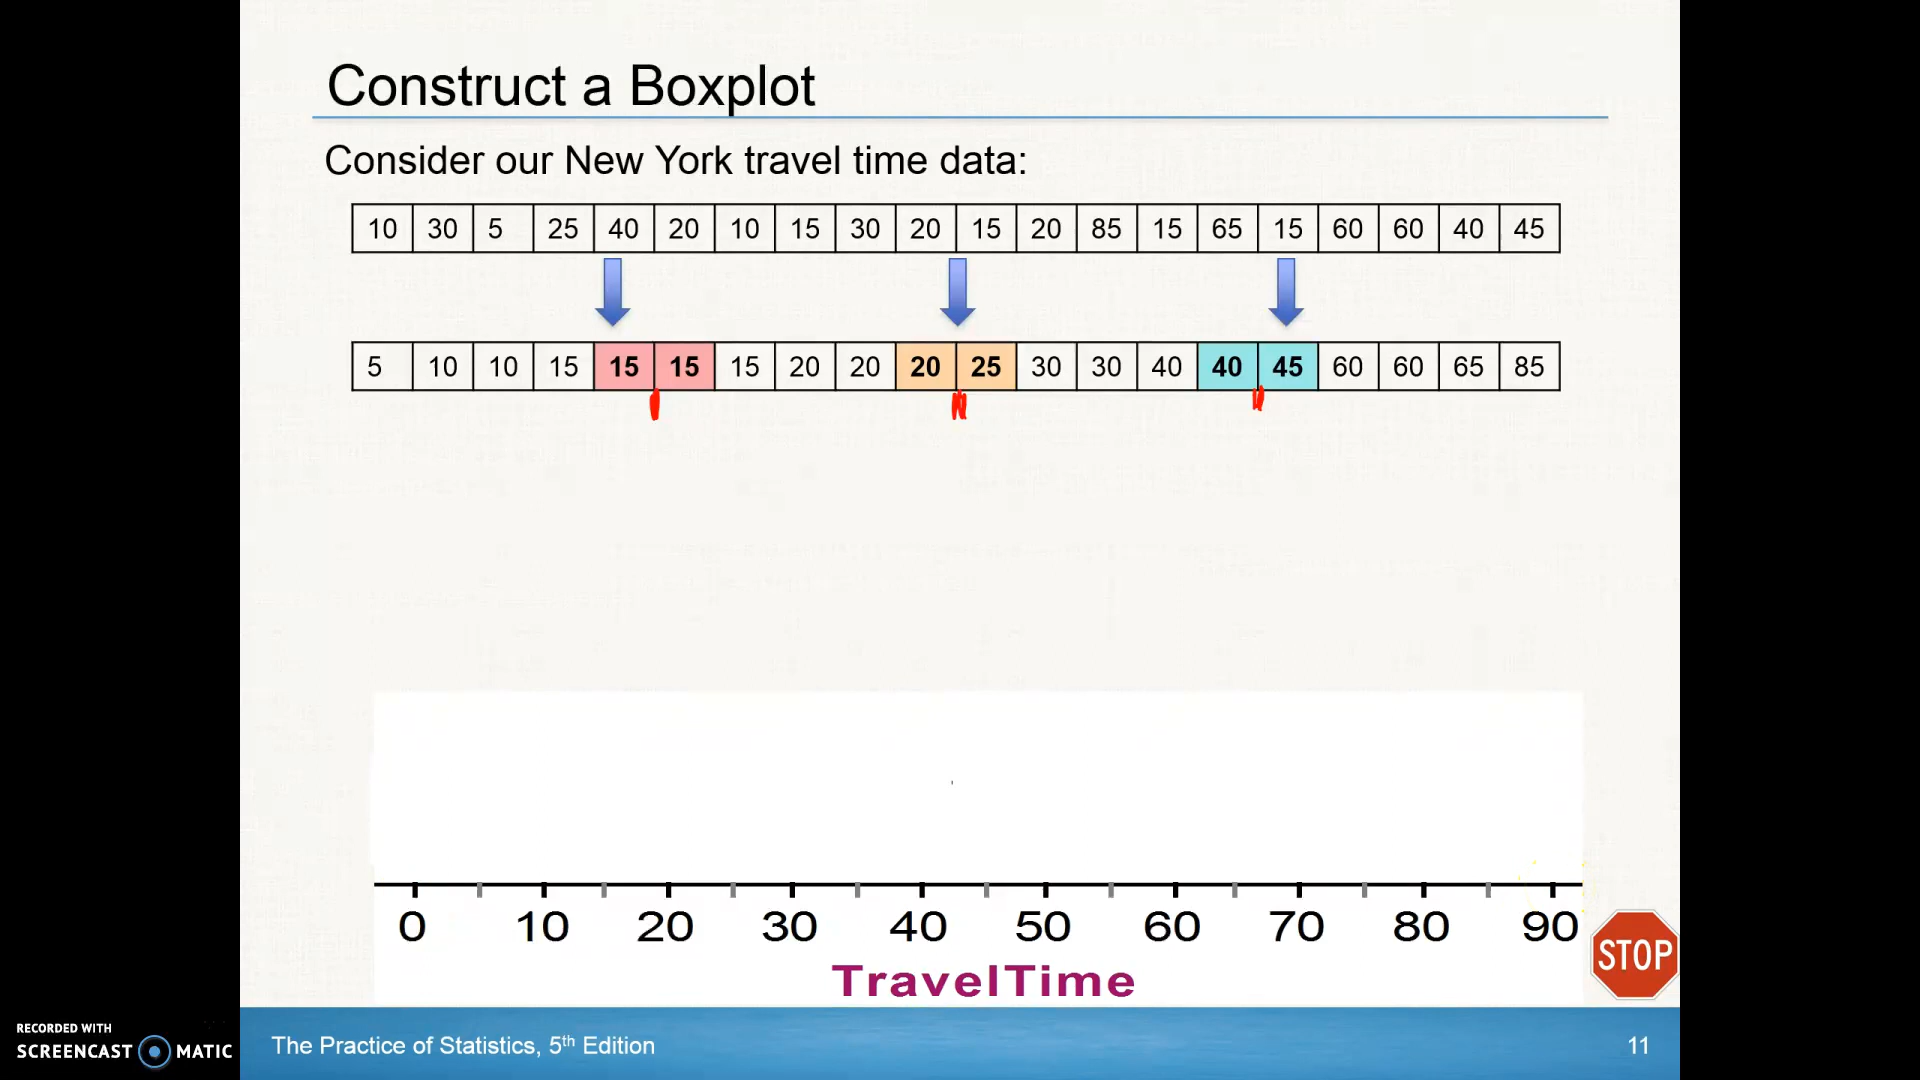 Construct a Boxplot
Consider our New York travel time data:
10 30 5 25 40 20 10 15 30 20 15 20 85 15 65 15 60 60 40 45
5 10 10 15 15 15 15 20 20 20 25 30 30 40 40 45 60 60 65 85
0 10 20 30 40 50 60 70 80 90
TravelTime
STOP
RECORDED WITH
SCREENCAST MATIC
The Practice of Statistics, 5th Edition
11